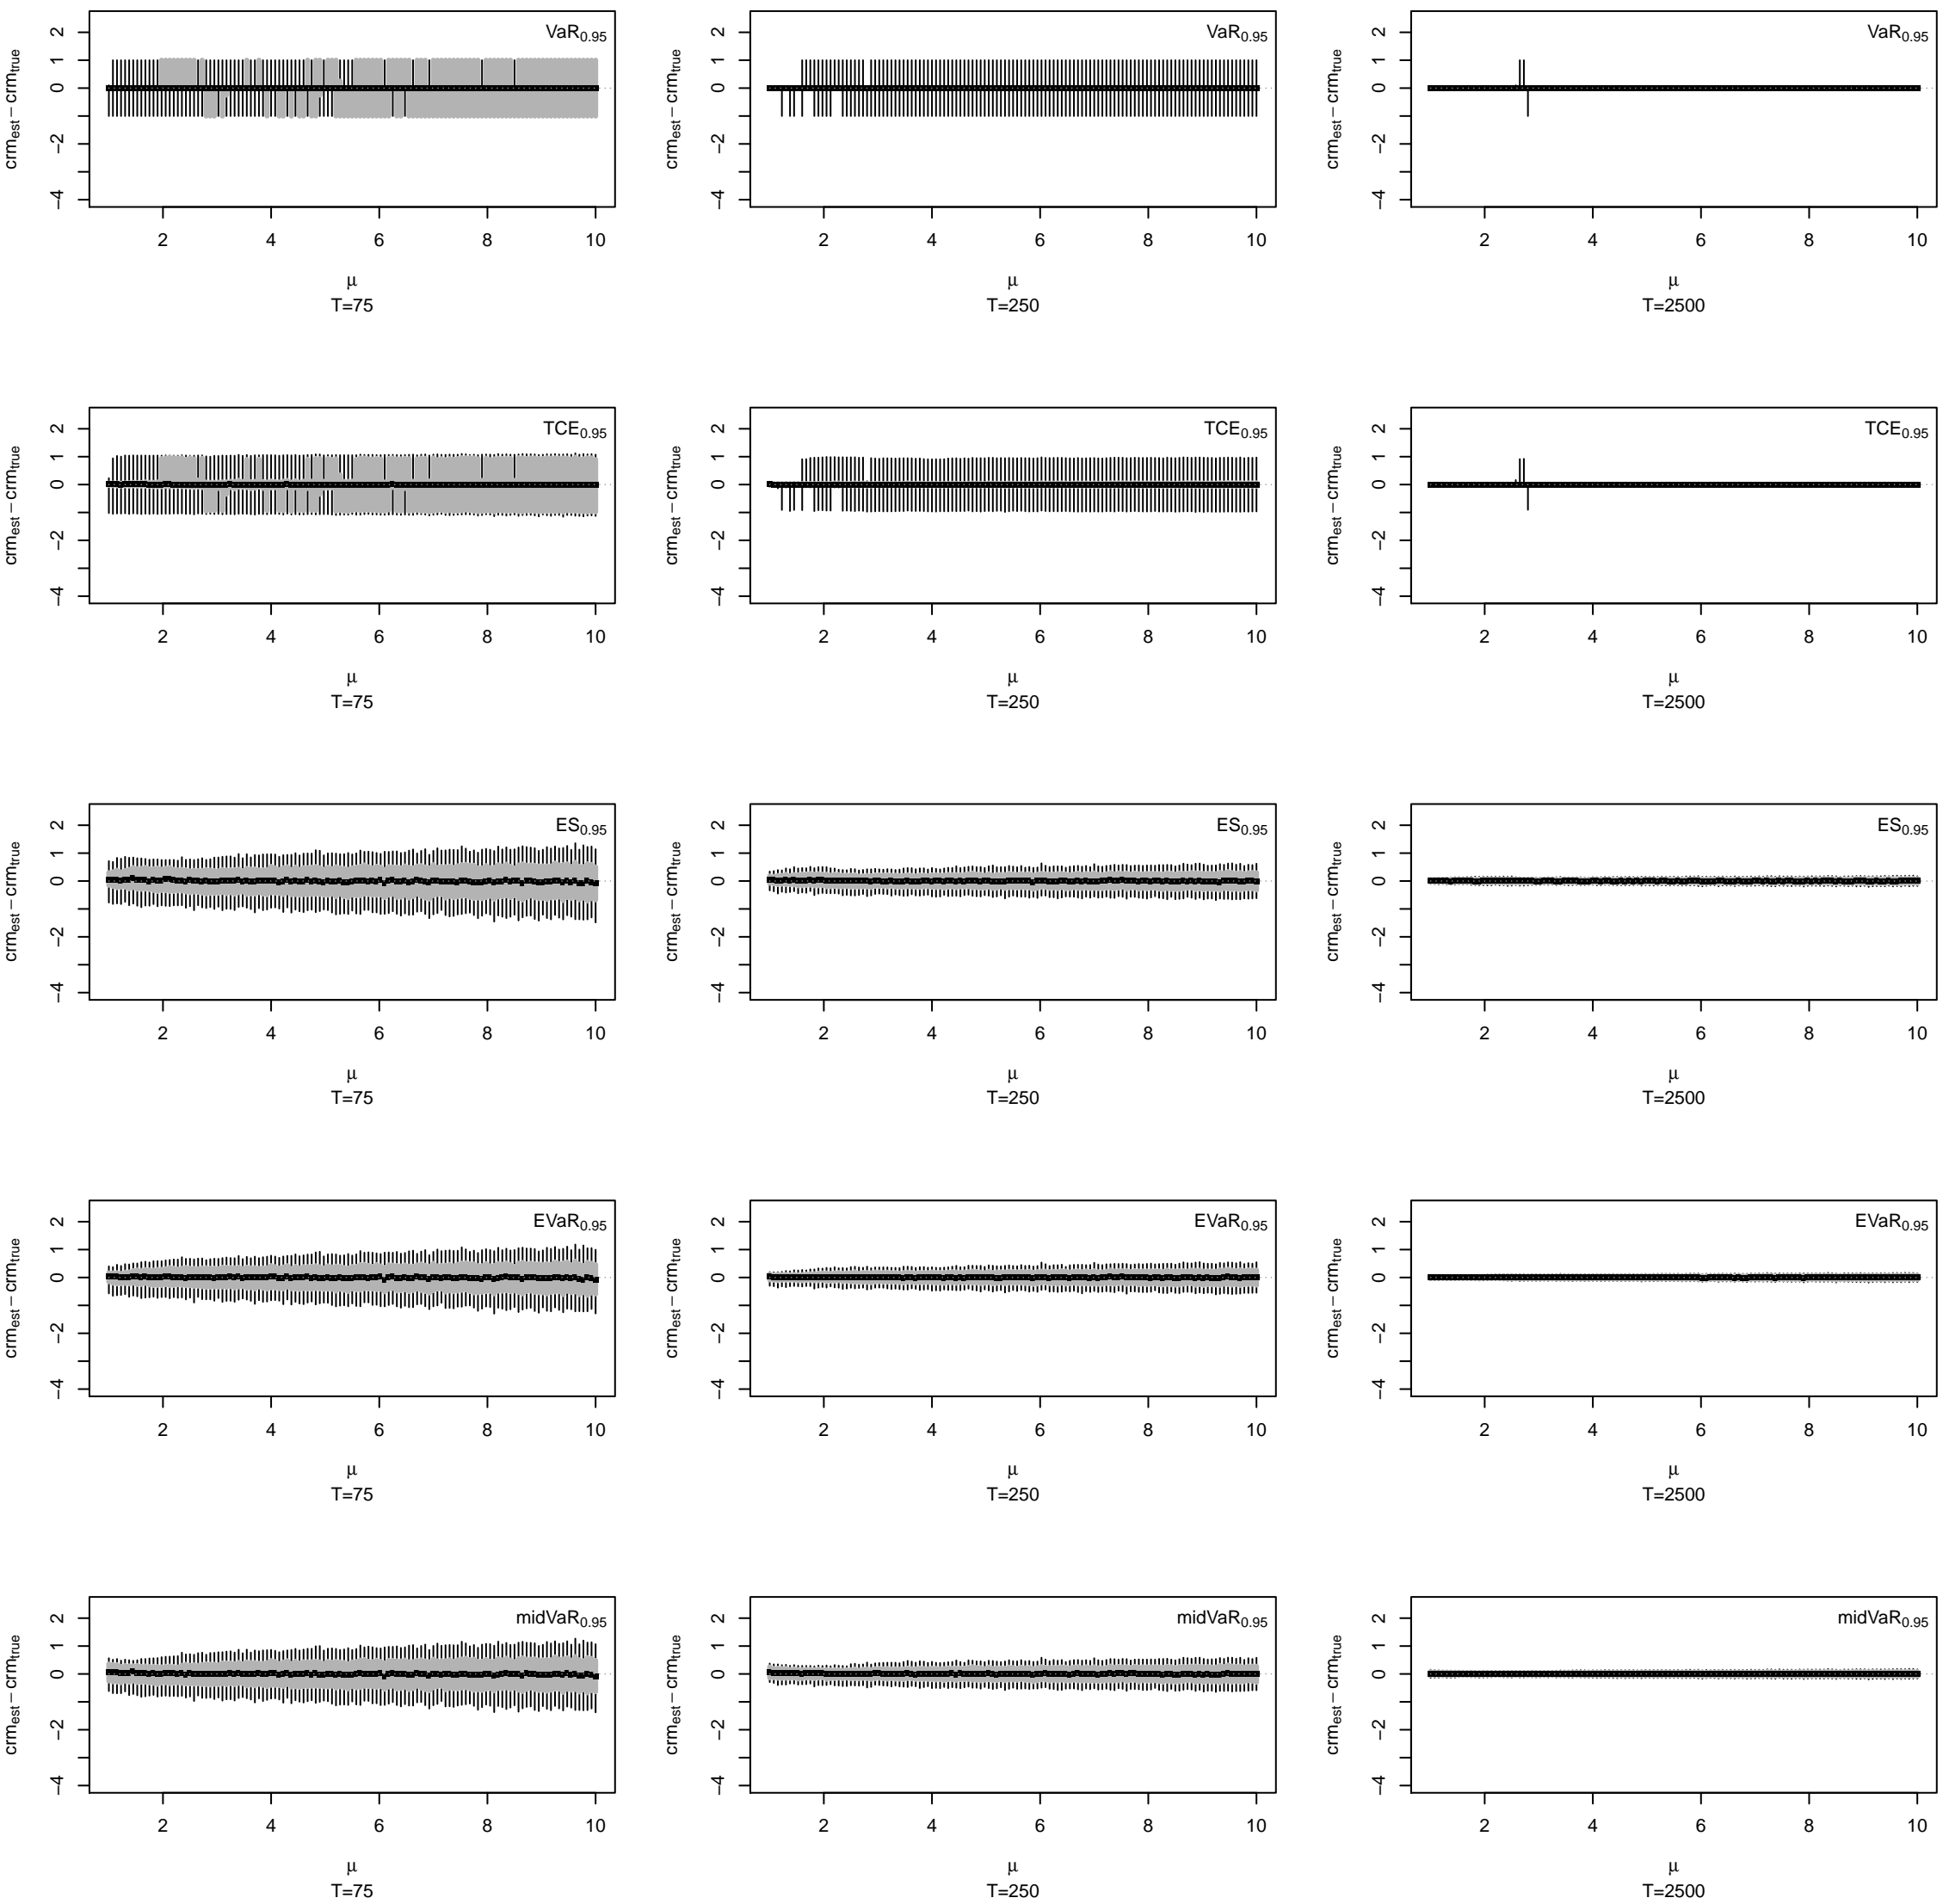 VaR0.95 VaR0.95 VaR0.95
crmest − crmtrue crmest − crmtrue crmest − crmtrue
2 2 2
1 1 1
0 0 0
−2 −2 −2
−4 −4 −4
2 4 6 8 10 2 4 6 8 10 2 4 6 8 10
μ μ μ
T=75 T=250 T=2500
TCE0.95 TCE0.95 TCE0.95
crmest − crmtrue crmest − crmtrue crmest − crmtrue
2 2 2
1 1 1
0 0 0
−2 −2 −2
−4 −4 −4
2 4 6 8 10 2 4 6 8 10 2 4 6 8 10
μ μ μ
T=75 T=250 T=2500
ES0.95 ES0.95 ES0.95
crmest − crmtrue crmest − crmtrue crmest − crmtrue
2 2 2
1 1 1
0 0 0
−2 −2 −2
−4 −4 −4
2 4 6 8 10 2 4 6 8 10 2 4 6 8 10
μ μ μ
T=75 T=250 T=2500
EVaR0.95 EVaR0.95 EVaR0.95
crmest − crmtrue crmest − crmtrue crmest − crmtrue
2 2 2
1 1 1
0 0 0
−2 −2 −2
−4 −4 −4
2 4 6 8 10 2 4 6 8 10 2 4 6 8 10
μ μ μ
T=75 T=250 T=2500
midVaR0.95 midVaR0.95 midVaR0.95
crmest − crmtrue crmest − crmtrue crmest − crmtrue
2 2 2
1 1 1
0 0 0
−2 −2 −2
−4 −4 −4
2 4 6 8 10 2 4 6 8 10 2 4 6 8 10
μ μ μ
T=75 T=250 T=2500